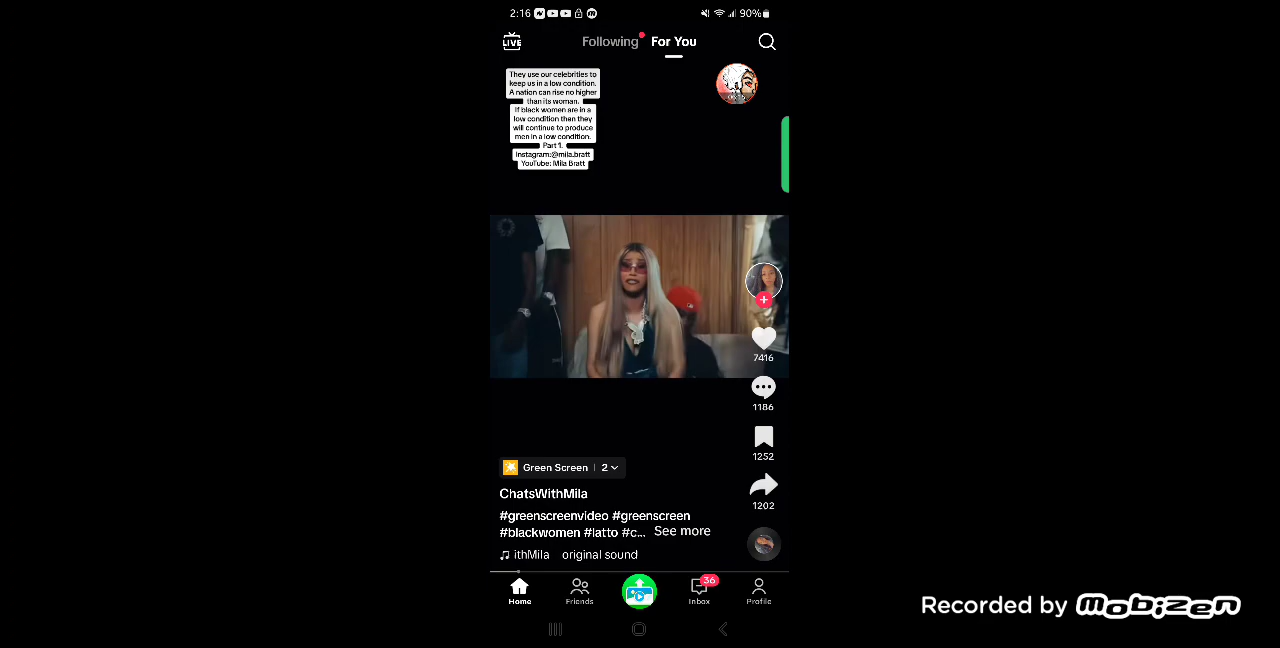 2:16
90%
LIVE
Following
For You
They use our celebrities to
keep us in a low condition.
A nation can rise no higher
than its woman.
If black women are in a
low condition then they
will continue to produce
men in a low condition.
Part 1.
Instagram:@mila.bratt
YouTube: Mila Bratt
7416
1186
1252
1202
Green Screen | 2
ChatsWithMila
#greenscreenvideo #greenscreen
#blackwomen #latto #c... See more
ithMila original sound
36
Home
Friends
Inbox
Profile
Recorded by mobizen